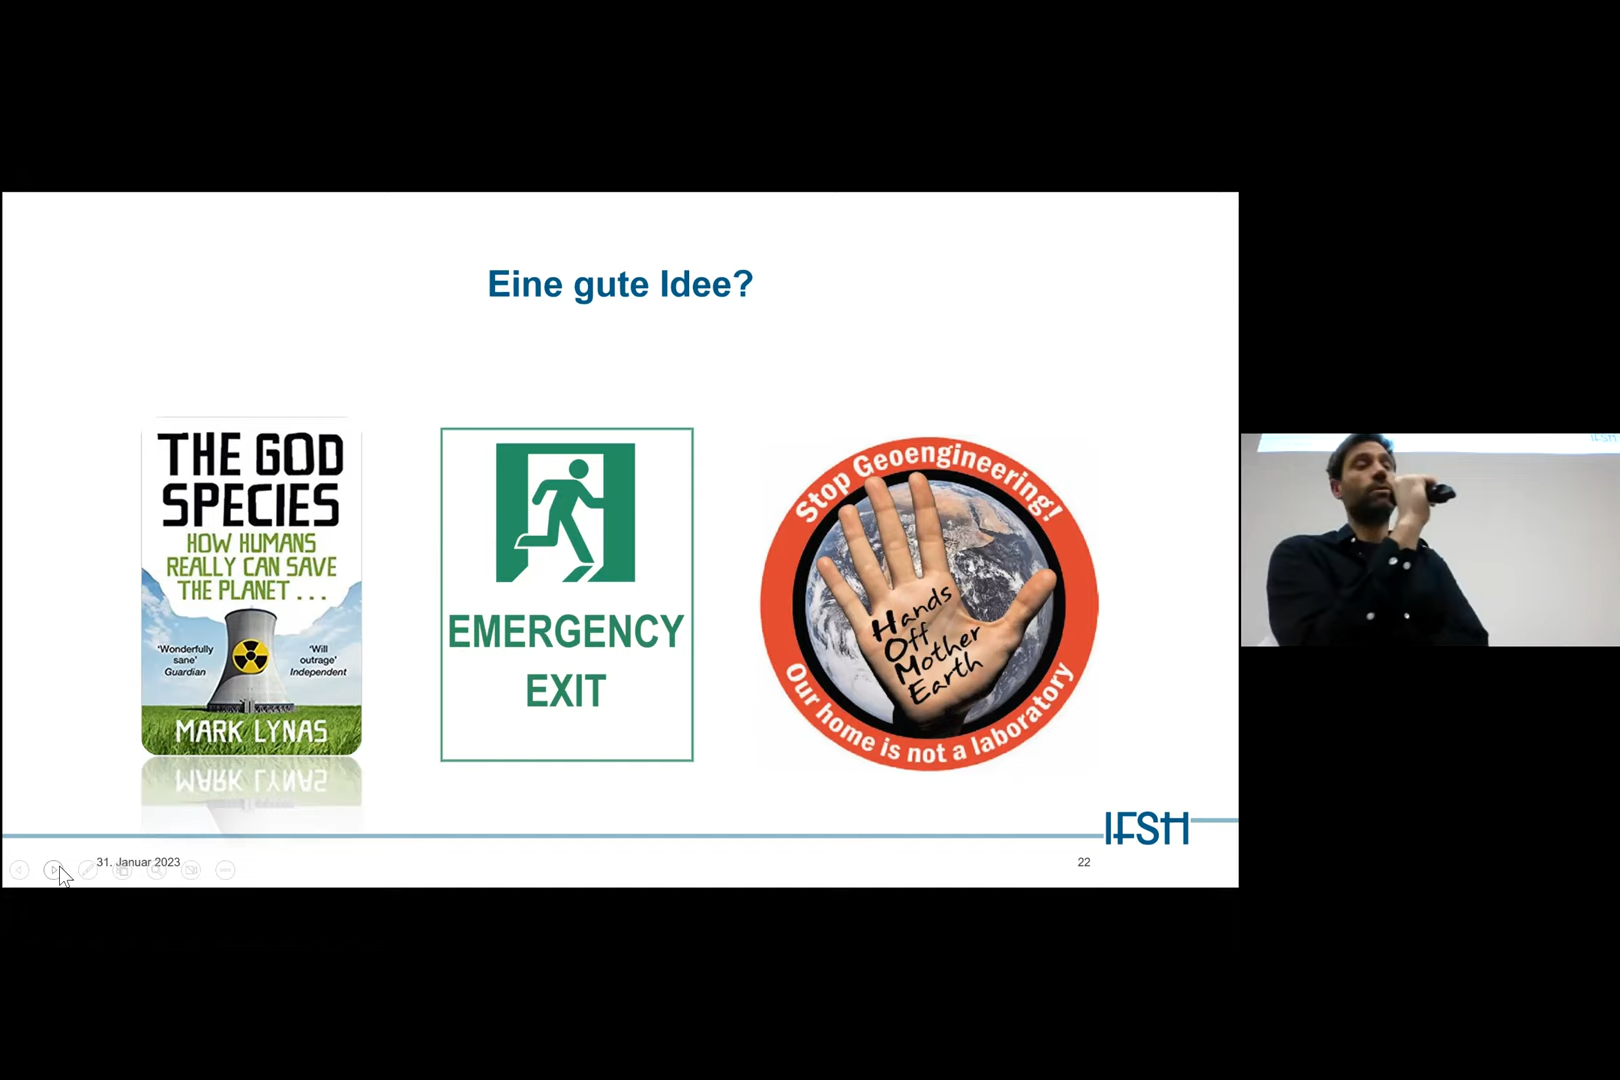 Eine gute Idee?
THE GOD
SPECIES
HOW HUMANS
REALLY CAN SAVE
THE PLANET . . .
'Wonderfully
sane'
Guardian
'Will
outrage'
Independent
MARK LYNAS
EMERGENCY
EXIT
Stop Geoengineering!
Hands
Off
Mother
Earth
Our home is not a laboratory
IFSH
31. Januar 2023
22